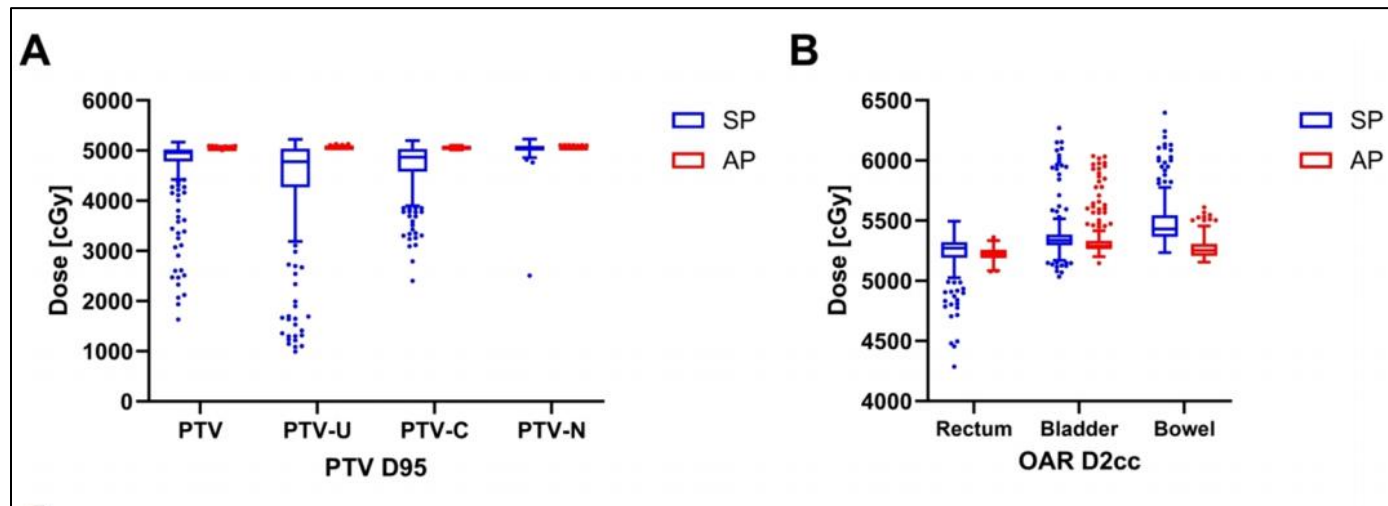 A
B
6000
5000
4000
3000
2000
1000
0
Dose [cGy]
PTV
PTV-U
PTV-C
PTV-N
PTV D95
SP
AP
6500
6000
5500
5000
4500
4000
Dose [cGy]
Rectum
Bladder
Bowel
OAR D2cc
SP
AP